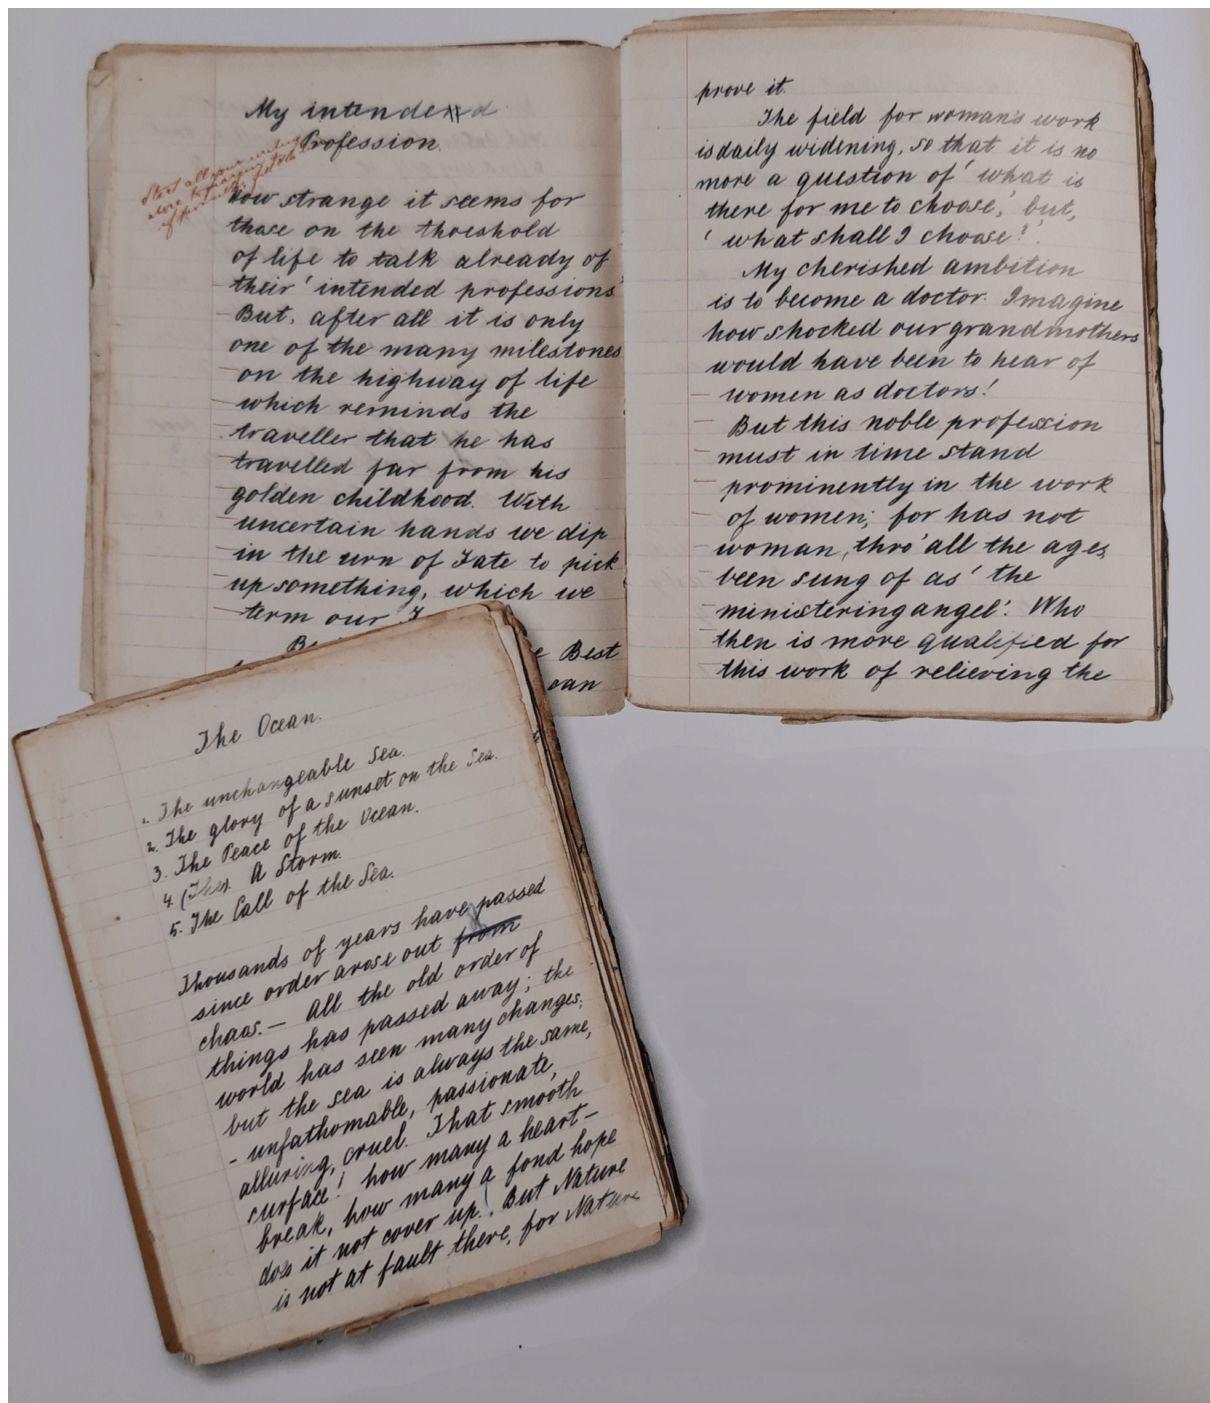 My intended
Profession.
Start all your writing
How strange it seems for
those on the threshold
of life to talk already of
their 'intended professions'
But, after all it is only
one of the many milestones
on the highway of life
which reminds the
traveller that he has
travelled far from his
golden childhood. With
uncertain hands we dip
in the urn of Fate to pick
up something, which we
term our
Best
prove it.
The field for woman's work
is daily widening, so that it is no
more a question of 'what is
there for me to choose,' but,
'what shall I choose?'.
My cherished ambition
is to become a doctor. Imagine
how shocked our grandmothers
would have been to hear of
women as doctors!
But this noble profession
must in time stand
prominently in the work
of women; for has not
woman, thro' all the ages
been sung of as 'the
ministering angel'. Who
then is more qualified for
this work of relieving the
The Ocean.
1. The unchangeable Sea.
2. The glory of a sunset on the Sea.
3. The Peace of the Ocean.
4. (The). A Storm.
5. The Call of the Sea.
Thousands of years have passed
since order arose out from
chaos. — All the old order of
things has passed away; the
world has seen many changes;
but the sea is always the same,
- unfathomable, passionate,
alluring, cruel. That smooth
surface! how many a heart-
break, how many a fond hope
does it not cover up! But Nature
is not at fault there, for Nature